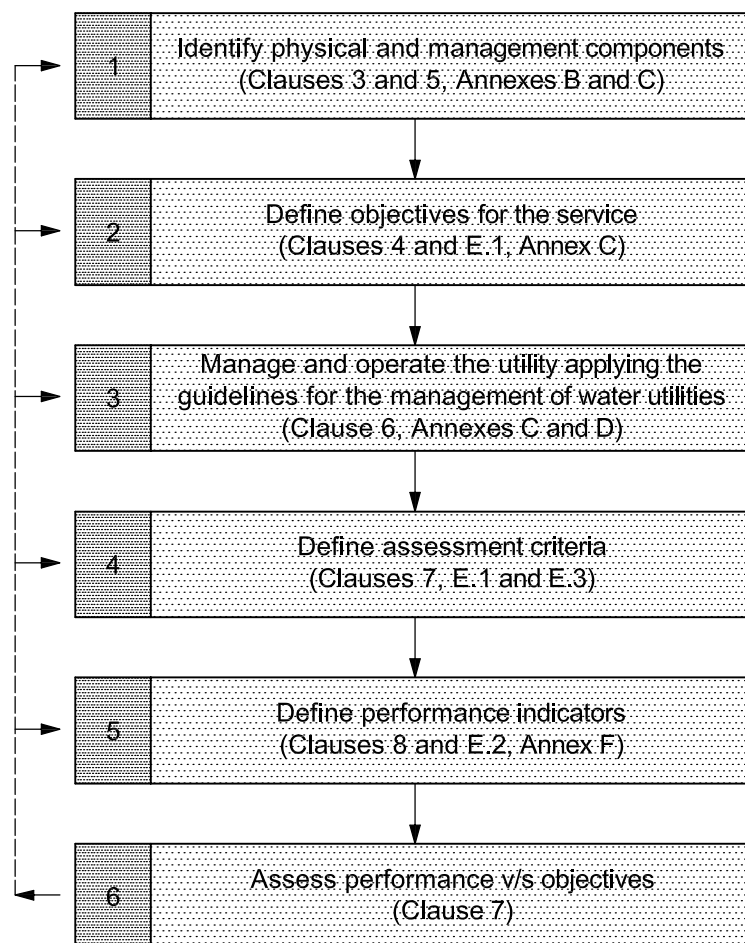 1
Identify physical and management components
(Clauses 3 and 5, Annexes B and C)
2
Define objectives for the service
(Clauses 4 and E.1, Annex C)
3
Manage and operate the utility applying the
guidelines for the management of water utilities
(Clause 6, Annexes C and D)
4
Define assessment criteria
(Clauses 7, E.1 and E.3)
5
Define performance indicators
(Clauses 8 and E.2, Annex F)
6
Assess performance v/s objectives
(Clause 7)